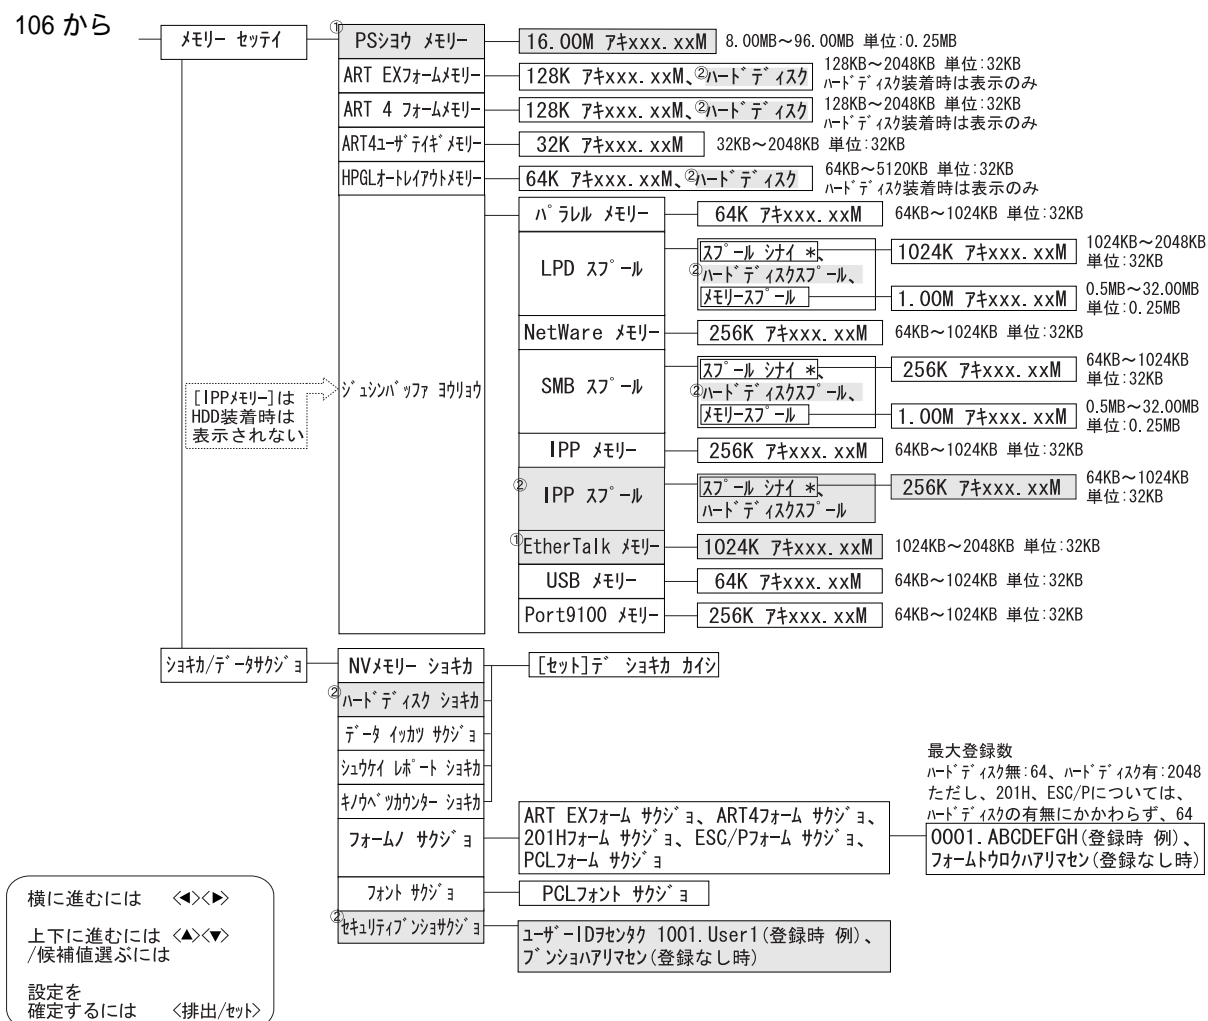 106 から
メモリー セッテイ
①
PSシヨウ メモリー
16.00M アキxxx.xxM
8.00MB～96.00MB 単位:0.25MB
ART EXフォームメモリー
128K アキxxx.xxM、②ハードディスク
128KB～2048KB 単位:32KB
ハードディスク装着時は表示のみ
ART 4 フォームメモリー
128K アキxxx.xxM、②ハードディスク
128KB～2048KB 単位:32KB
ハードディスク装着時は表示のみ
ART4ユーザテイギメモリー
32K アキxxx.xxM
32KB～2048KB 単位:32KB
HPGLオートレイアウトメモリー
64K アキxxx.xxM、②ハードディスク
64KB～5120KB 単位:32KB
ハードディスク装着時は表示のみ
[IPPメモリー]は
HDD装着時は
表示されない
ジュシンバッファ ヨウリョウ
パラレル メモリー
64K アキxxx.xxM
64KB～1024KB 単位:32KB
LPD スプール
スプール シナイ *、
②ハードディスクスプール、
メモリースプール
1024K アキxxx.xxM
1024KB～2048KB
単位:32KB
1.00M アキxxx.xxM
0.5MB～32.00MB
単位:0.25MB
NetWare メモリー
256K アキxxx.xxM
64KB～1024KB 単位:32KB
SMB スプール
スプール シナイ *、
②ハードディスクスプール、
メモリースプール
256K アキxxx.xxM
64KB～1024KB
単位:32KB
1.00M アキxxx.xxM
0.5MB～32.00MB
単位:0.25MB
IPP メモリー
256K アキxxx.xxM
64KB～1024KB 単位:32KB
②
IPP スプール
スプール シナイ *、
ハードディスクスプール
256K アキxxx.xxM
64KB～1024KB
単位:32KB
①EtherTalk メモリー
1024K アキxxx.xxM
1024KB～2048KB 単位:32KB
USB メモリー
64K アキxxx.xxM
64KB～1024KB 単位:32KB
Port9100 メモリー
256K アキxxx.xxM
64KB～1024KB 単位:32KB
ショキカ/データサクジョ
NVメモリー ショキカ
[セット]デ ショキカ カイシ
②ハードディスク ショキカ
データ イッカツ サクジョ
シュウケイ レポート ショキカ
キノウベツカウンター ショキカ
フォームノ サクジョ
ART EXフォーム サクジョ、ART4フォーム サクジョ、
201Hフォーム サクジョ、ESC/Pフォーム サクジョ、
PCLフォーム サクジョ
最大登録数
ハードディスク無:64、ハードディスク有:2048
ただし、201H、ESC/Pについては、
ハードディスクの有無にかかわらず、64
0001.ABCDEFGH(登録時 例)、
フォームトウロクハアリマセン(登録なし時)
フォント サクジョ
PCLフォント サクジョ
②セキュリティブンショサクジョ
ユーザーIDヲセンタク 1001.User1(登録時 例)、
ブンショハアリマセン(登録なし時)
横に進むには 〈◀〉〈▶〉
上下に進むには 〈▲〉〈▼〉
/候補値選ぶには
設定を
確定するには 〈排出/セット〉